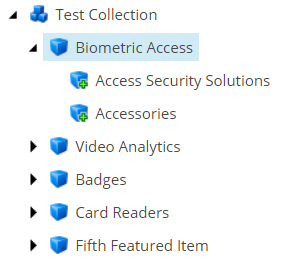 Test Collection
Biometric Access
Access Security Solutions
Accessories
Video Analytics
Badges
Card Readers
Fifth Featured Item